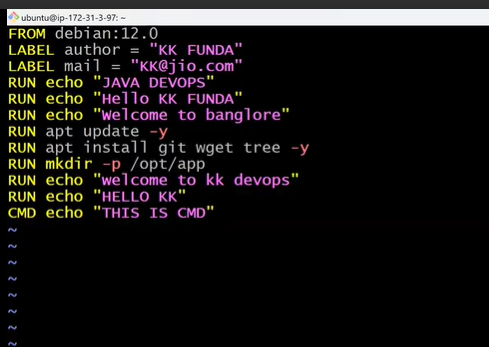 ubuntu@ip-172-31-3-97: ~
FROM debian:12.0
LABEL author = "KK FUNDA"
LABEL mail = "KK@jio.com"
RUN echo "JAVA DEVOPS"
RUN echo "Hello KK FUNDA"
RUN echo "Welcome to banglore"
RUN apt update -y
RUN apt install git wget tree -y
RUN mkdir -p /opt/app
RUN echo "welcome to kk devops"
RUN echo "HELLO KK"
CMD echo "THIS IS CMD"
~
~
~
~
~
~
~
~